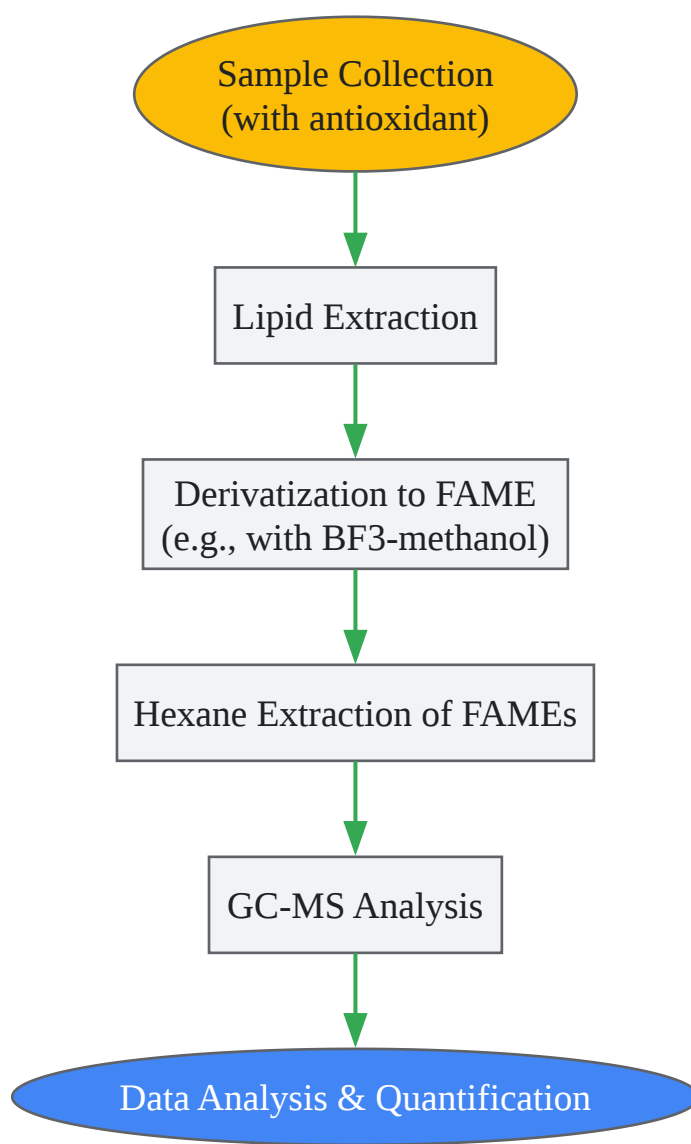 Sample Collection
(with antioxidant)
Lipid Extraction
Derivatization to FAME
(e.g., with BF3-methanol)
Hexane Extraction of FAMEs
GC-MS Analysis
Data Analysis & Quantification